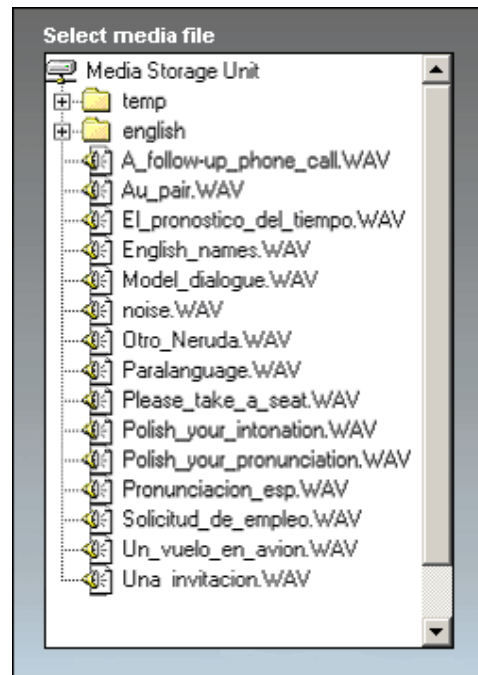 Select media file
Media Storage Unit
temp
english
A_follow-up_phone_call.WAV
Au_pair.WAV
El_pronostico_del_tiempo.WAV
English_names.WAV
Model_dialogue.WAV
noise.WAV
Otro_Neruda.WAV
Paralanguage.WAV
Please_take_a_seat.WAV
Polish_your_intonation.WAV
Polish_your_pronunciation.WAV
Pronunciacion_esp.WAV
Solicitud_de_empleo.WAV
Un_vuelo_en_avion.WAV
Una invitacion.WAV